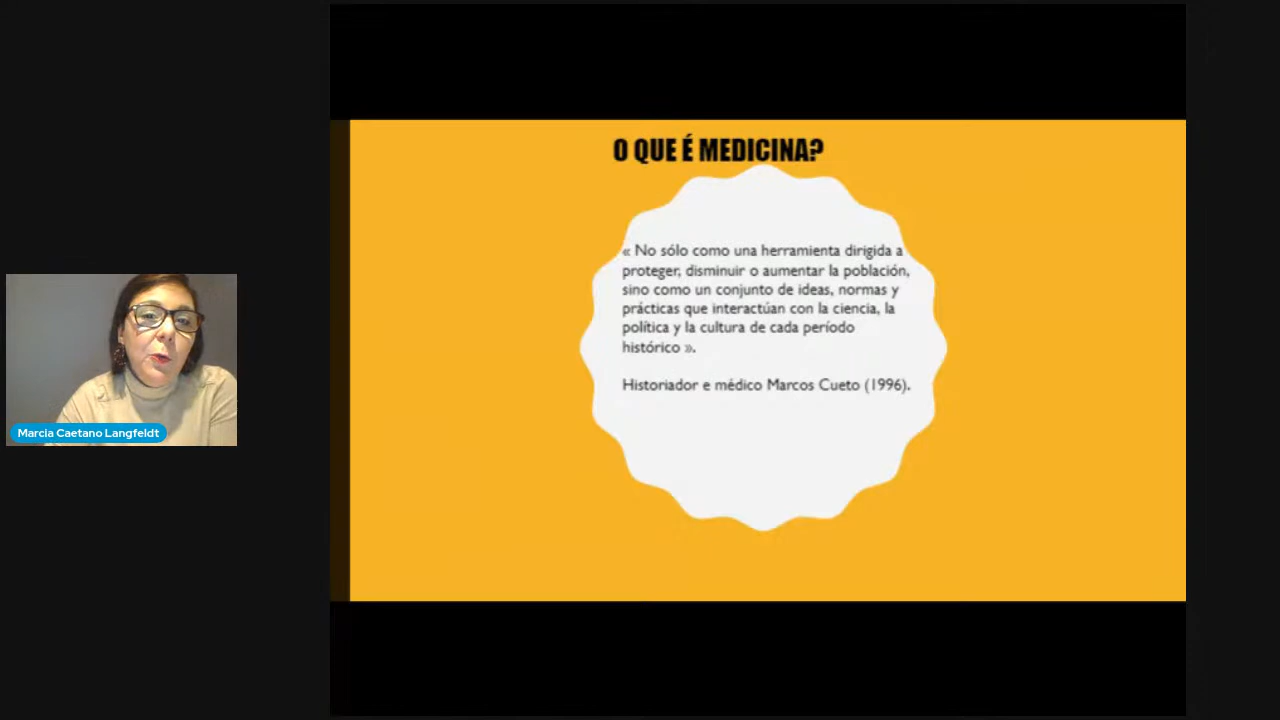 O QUE É MEDICINA?
« No sólo como una herramienta dirigida a
proteger, disminuir o aumentar la población,
sino como un conjunto de ideas, normas y
prácticas que interactúan con la ciencia, la
política y la cultura de cada período
histórico ».
Historiador e médico Marcos Cueto (1996).
Marcia Caetano Langfeldt